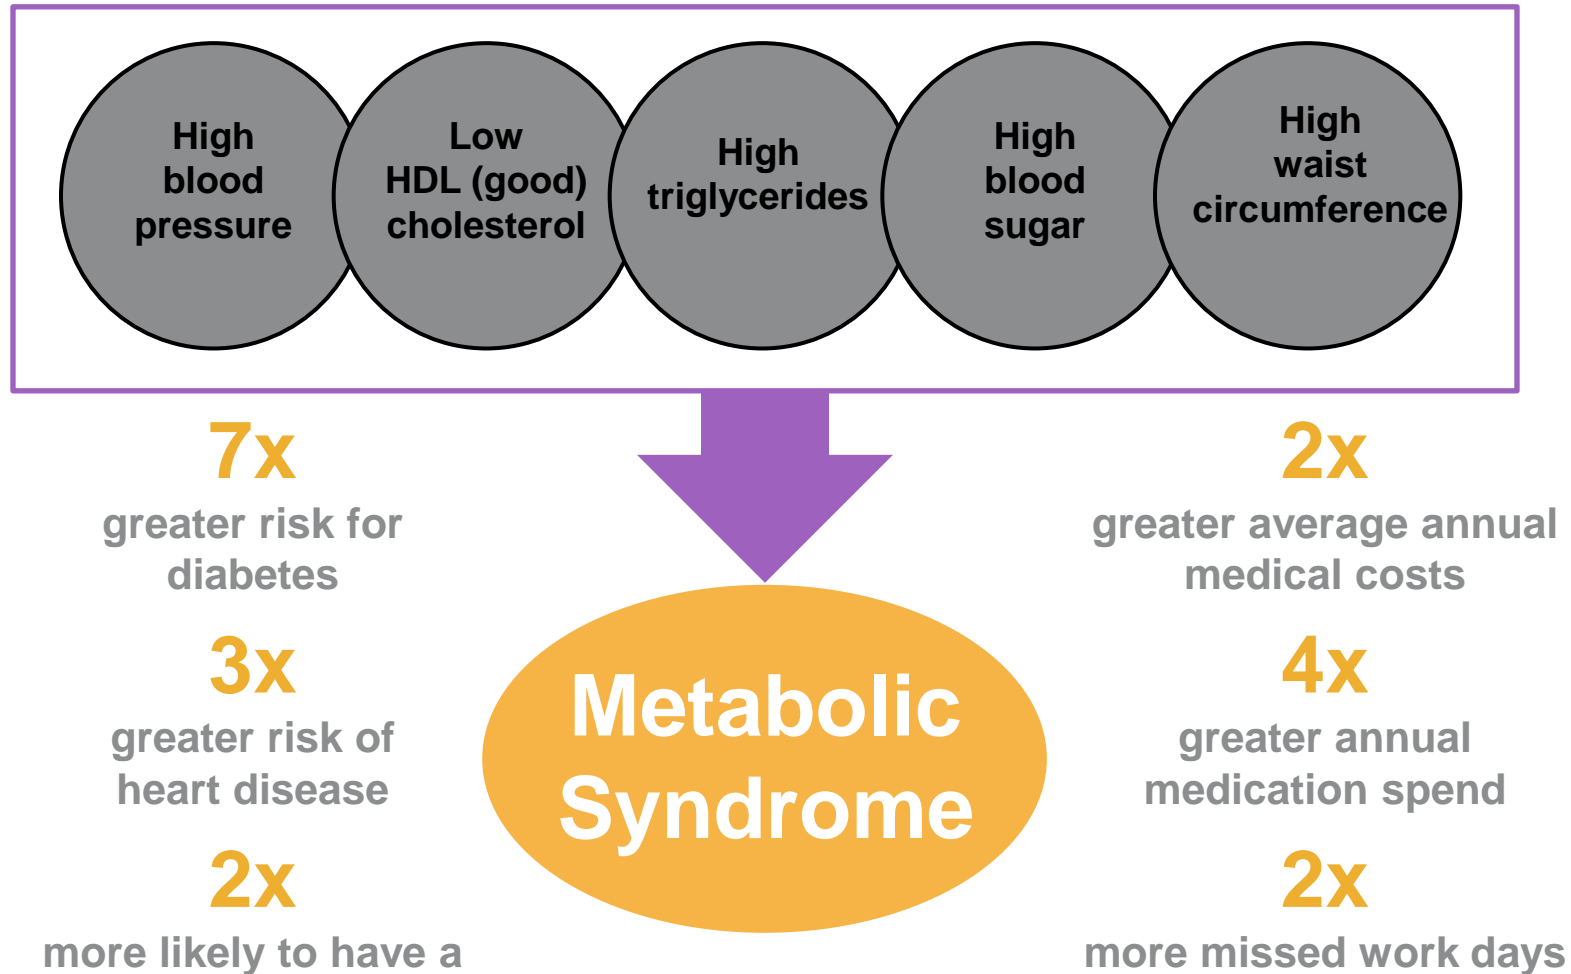 High
blood
pressure
Low
HDL (good)
cholesterol
High
triglycerides
High
blood
sugar
High
waist
circumference
7x
greater risk for
diabetes
3x
greater risk of
heart disease
2x
more likely to have a
Metabolic
Syndrome
2x
greater average annual
medical costs
4x
greater annual
medication spend
2x
more missed work days